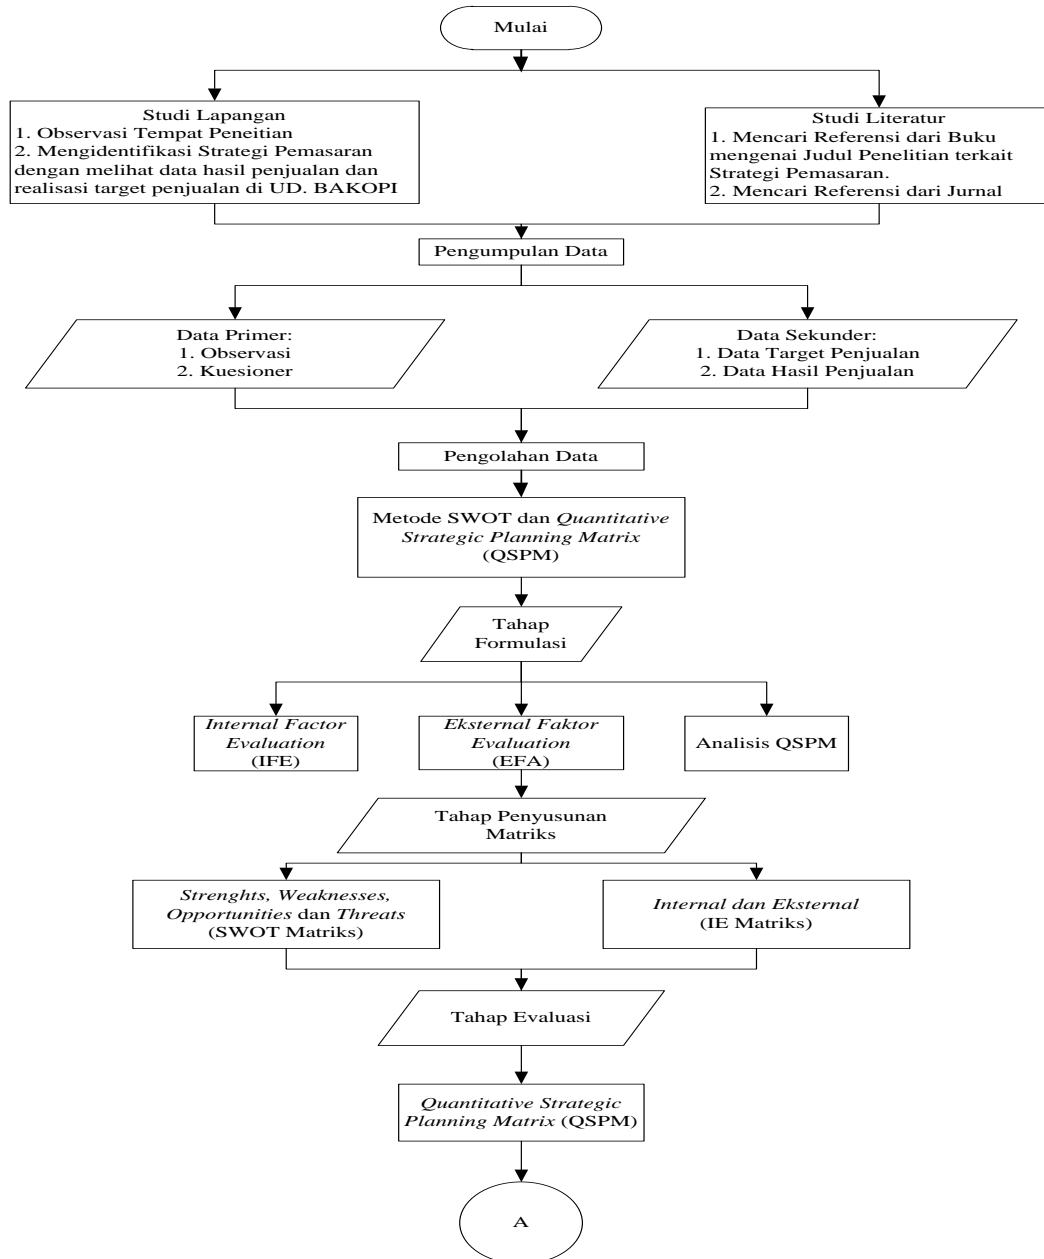 Mulai
Studi Lapangan
1. Observasi Tempat Peneitian
2. Mengidentifikasi Strategi Pemasaran
dengan melihat data hasil penjualan dan
realisasi target penjualan di UD. BAKOPI
Studi Literatur
1. Mencari Referensi dari Buku
mengenai Judul Penelitian terkait
Strategi Pemasaran.
2. Mencari Referensi dari Jurnal
Pengumpulan Data
Data Primer:
1. Observasi
2. Kuesioner
Data Sekunder:
1. Data Target Penjualan
2. Data Hasil Penjualan
Pengolahan Data
Metode SWOT dan Quantitative
Strategic Planning Matrix
(QSPM)
Tahap
Formulasi
Internal Factor
Evaluation
(IFE)
Eksternal Faktor
Evaluation
(EFA)
Analisis QSPM
Tahap Penyusunan
Matriks
Strenghts, Weaknesses,
Opportunities dan Threats
(SWOT Matriks)
Internal dan Eksternal
(IE Matriks)
Tahap Evaluasi
Quantitative Strategic
Planning Matrix (QSPM)
A